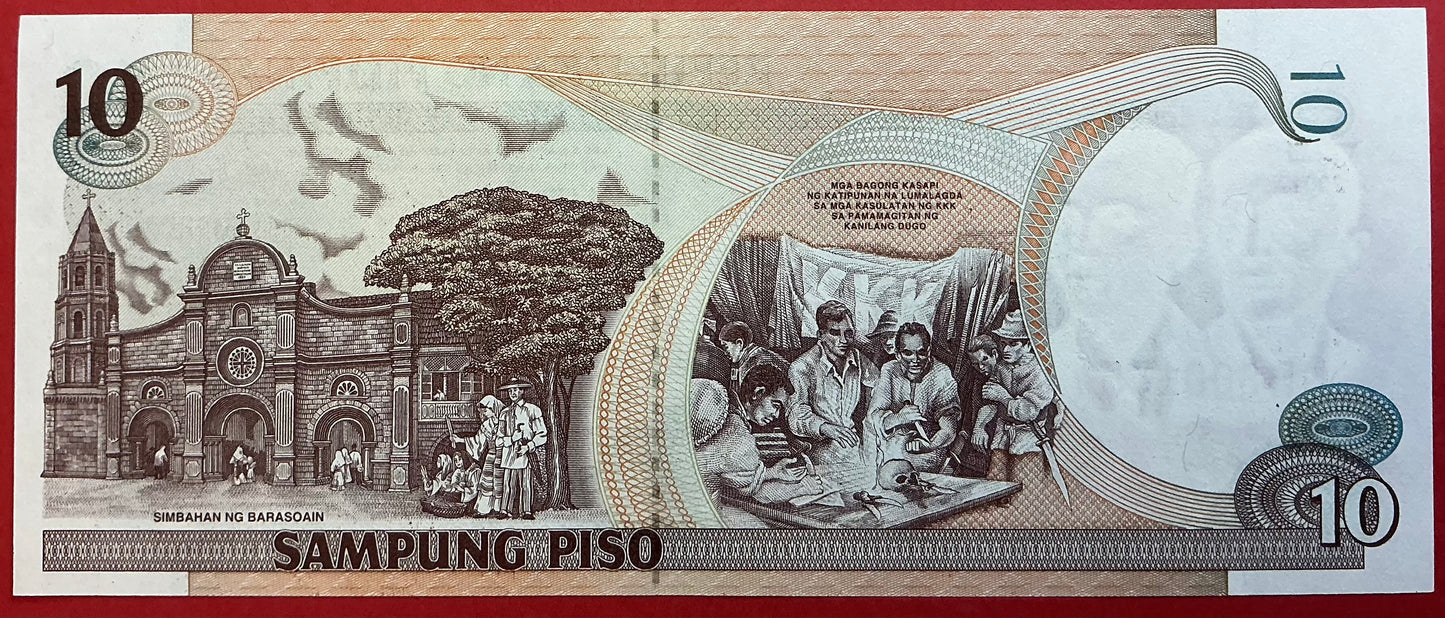 10
10
MGA BAGONG KASAPI
NG KATIPUNAN NA LUMALAGDA
SA MGA KASULATAN NG KKK
SA PAMAMAGITAN NG
KANILANG DUGO
SIMBAHAN NG BARASOAIN
SAMPUNG PISO
10